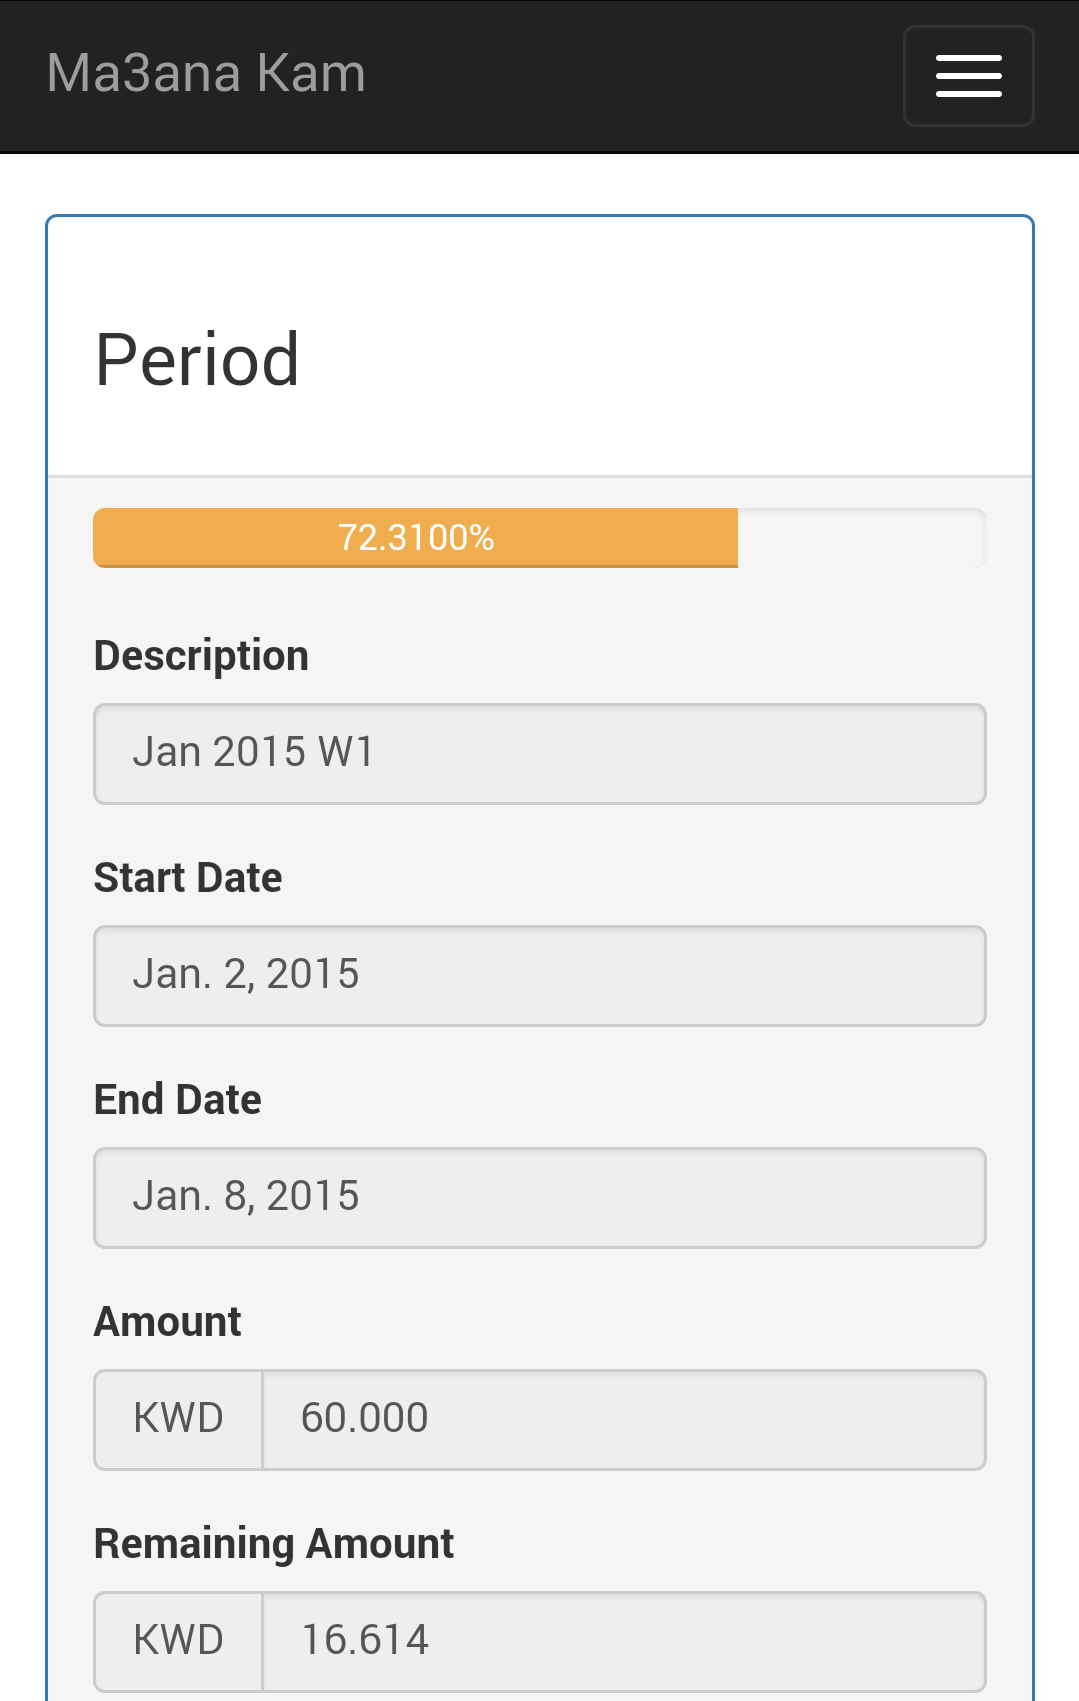 Ma3ana Kam
Period
72.3100%
Description
Jan 2015 W1
Start Date
Jan. 2, 2015
End Date
Jan. 8, 2015
Amount
KWD 60.000
Remaining Amount
KWD 16.614